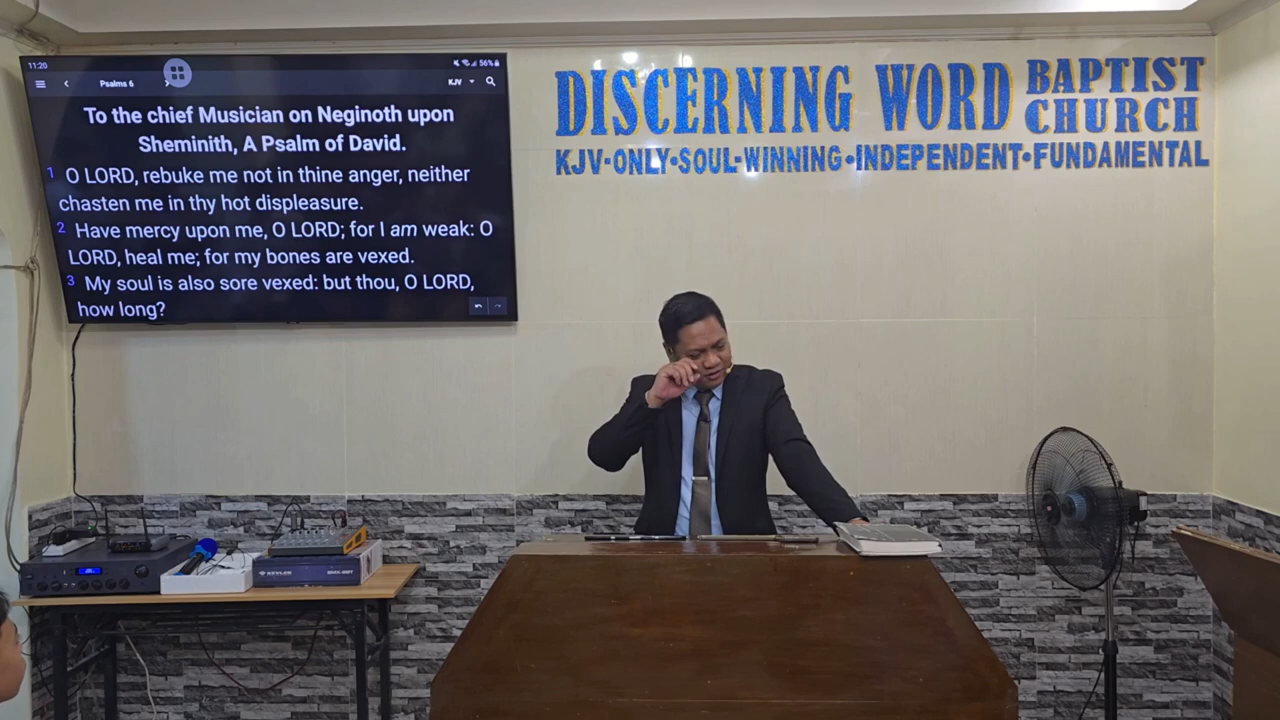 11:20
56%
Psalms 6
KJV
To the chief Musician on Neginoth upon
Sheminith, A Psalm of David.
1 O LORD, rebuke me not in thine anger, neither
chasten me in thy hot displeasure.
2 Have mercy upon me, O LORD; for I am weak: O
LORD, heal me; for my bones are vexed.
3 My soul is also sore vexed: but thou, O LORD,
how long?
DISCERNING WORD BAPTIST
CHURCH
KJV-ONLY•SOUL-WINNING•INDEPENDENT•FUNDAMENTAL
KEVLER